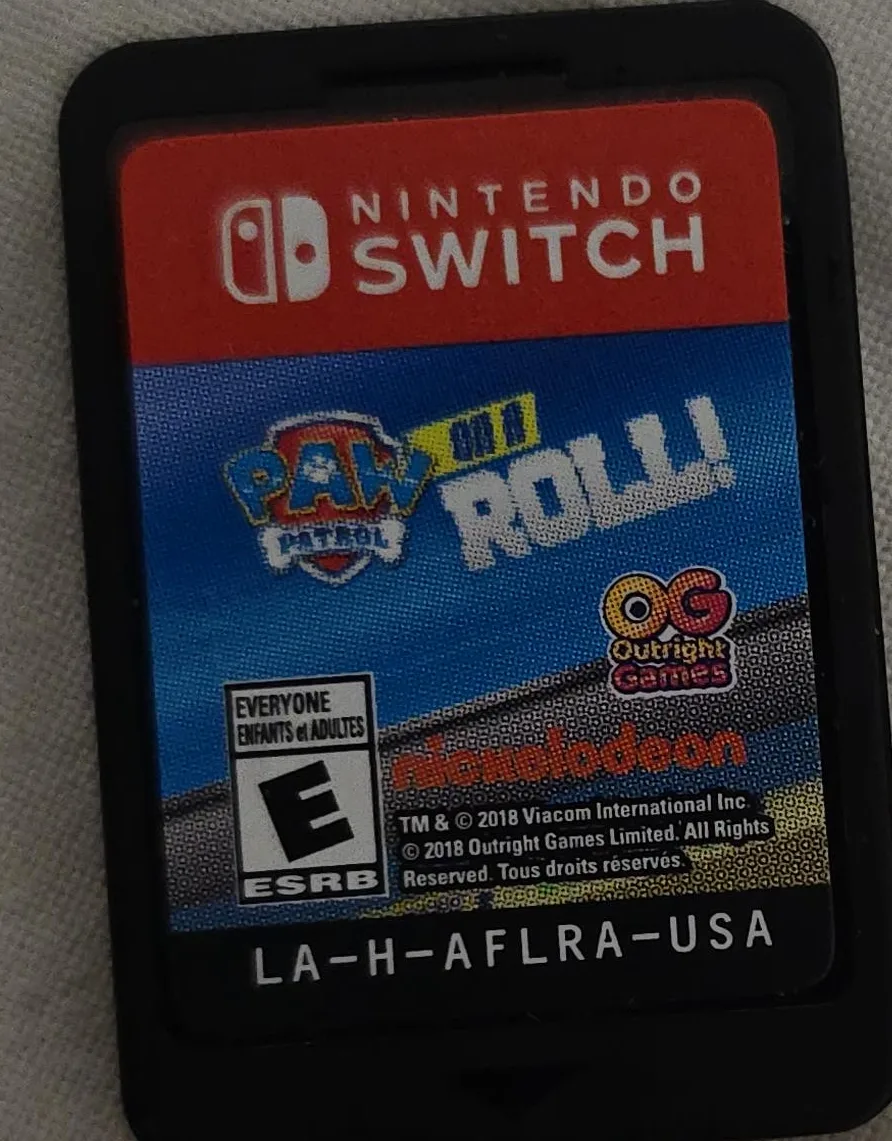 NINTENDO
SWITCH
PAW
PATROL
ON A
ROLL!
OG
Outright
Games
EVERYONE
ENFANTS et ADULTES
E
ESRB
nickelodeon
TM & © 2018 Viacom International Inc.
© 2018 Outright Games Limited. All Rights
Reserved. Tous droits réservés.
LA-H-AFLRA-USA